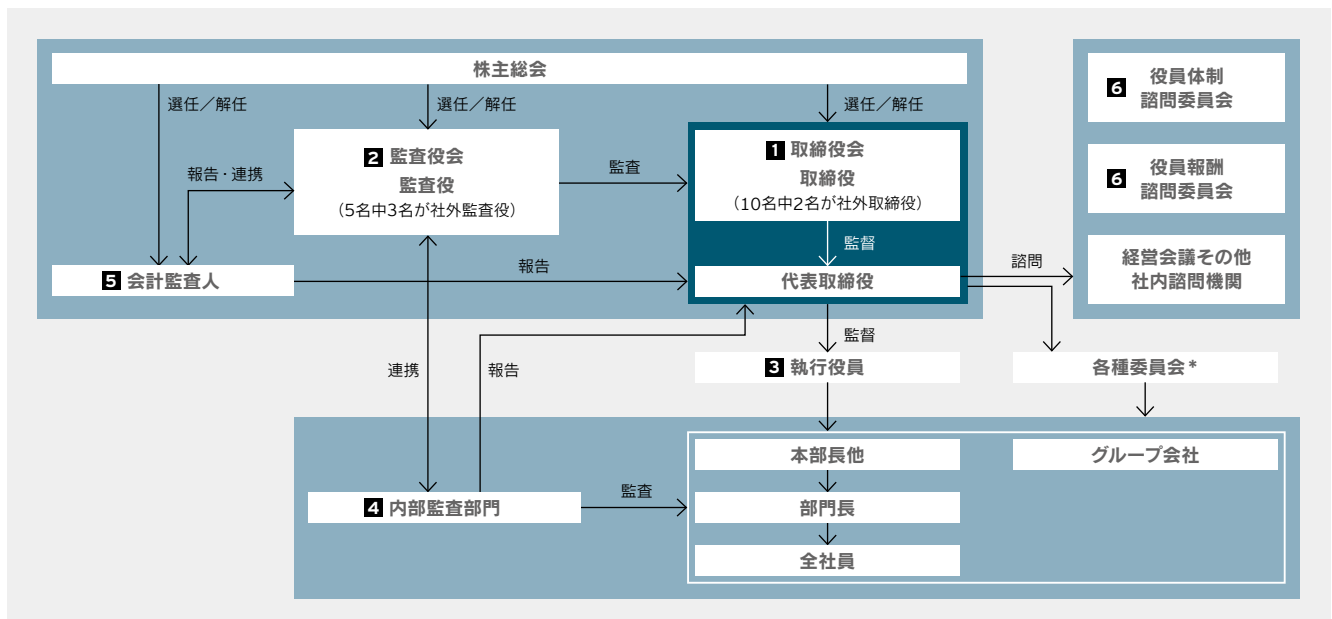 株主総会
選任／解任
選任／解任
選任／解任
2 監査役会
監査役
（5名中3名が社外監査役）
監査
1 取締役会
取締役
（10名中2名が社外取締役）
監督
代表取締役
報告・連携
5 会計監査人
報告
諮問
6 役員体制
諮問委員会
6 役員報酬
諮問委員会
経営会議その他
社内諮問機関
監督
連携
報告
3 執行役員
各種委員会*
本部長他
グループ会社
4 内部監査部門
監査
部門長
全社員